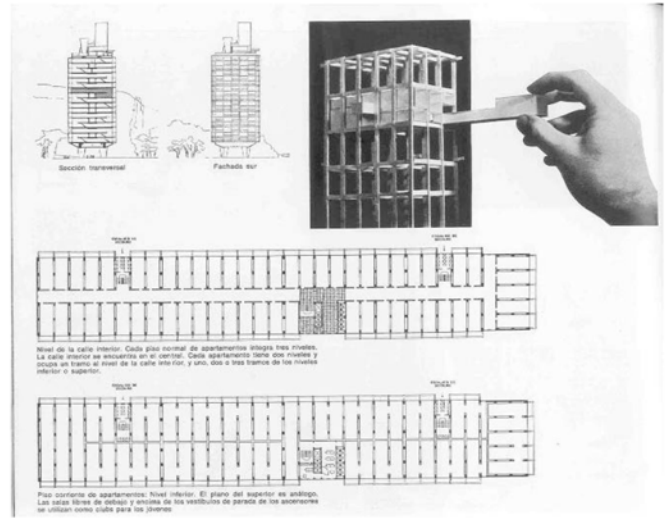 Sección transversal
Fachada sur
Nivel de la calle interior. Cada piso normal de apartamentos integra tres niveles.
La calle interior se encuentra en el central. Cada apartamento tiene dos niveles y
ocupa un tramo al nivel de la calle interior, y uno, dos o tres tramos de los niveles
inferior o superior.
Piso corriente de apartamentos: Nivel inferior. El plano del superior es análogo.
Las salas libres de debajo y encima de los vestíbulos de parada de los ascensores
se utilizan como clubs para los jóvenes